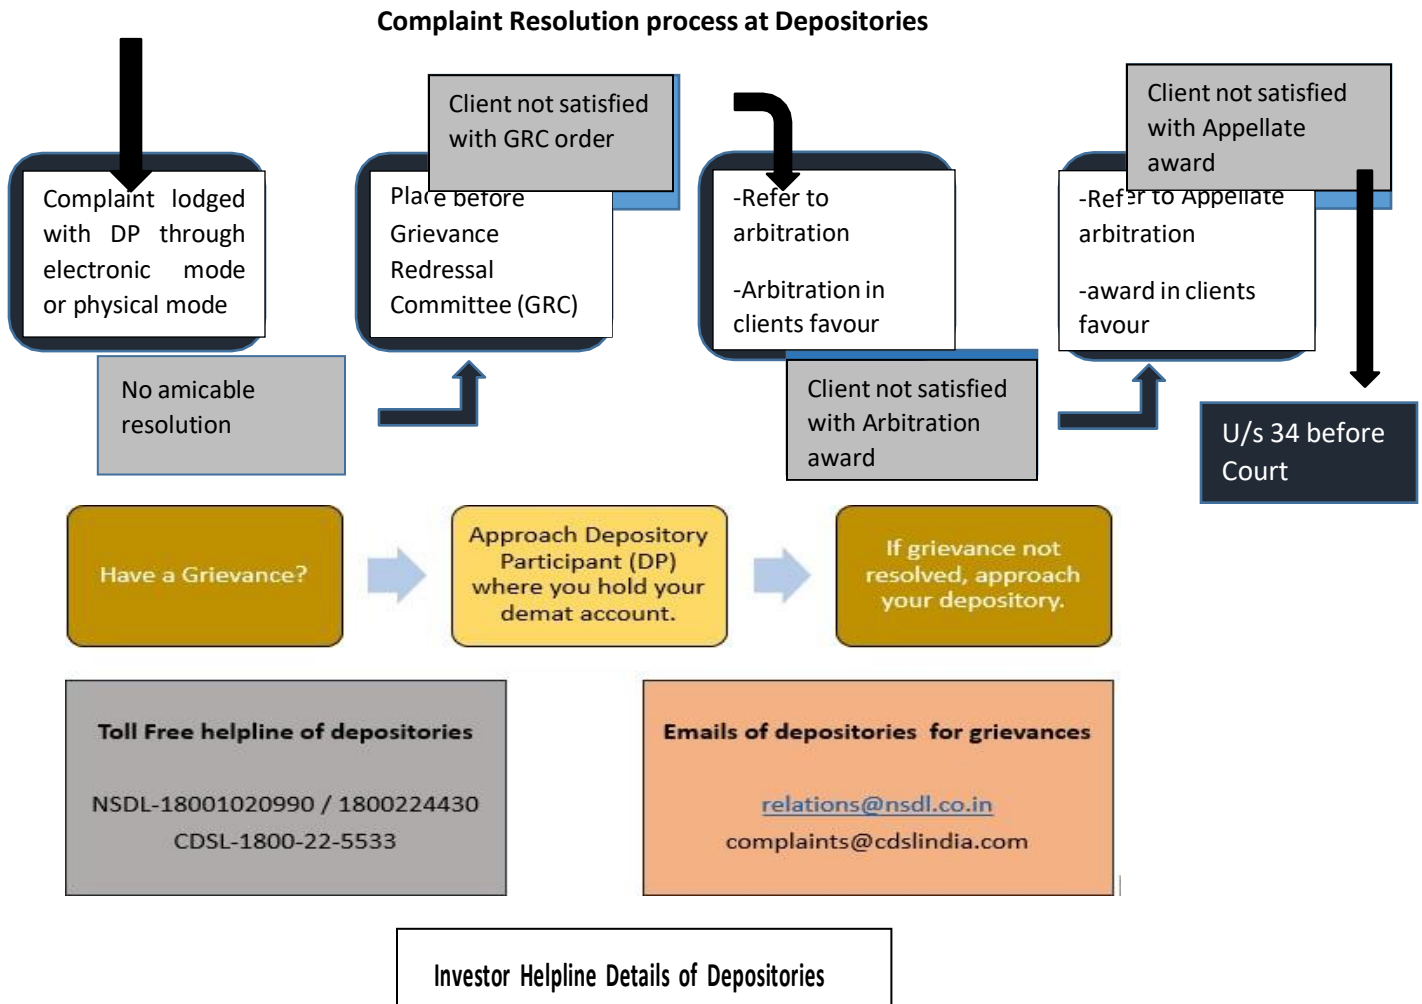 Complaint Resolution process at Depositories
Complaint lodged
with DP through
electronic mode
or physical mode
No amicable
resolution
Place before
Grievance
Redressal
Committee (GRC)
Client not satisfied
with GRC order
-Refer to
arbitration
-Arbitration in
clients favour
Client not satisfied
with Arbitration
award
-Refer to Appellate
arbitration
-award in clients
favour
Client not satisfied
with Appellate
award
U/s 34 before
Court
Have a Grievance?
Approach Depository
Participant (DP)
where you hold your
demat account.
If grievance not
resolved, approach
your depository.
Toll Free helpline of depositories
NSDL-18001020990 / 1800224430
CDSL-1800-22-5533
Emails of depositories for grievances
relations@nsdl.co.in
complaints@cdslindia.com
Investor Helpline Details of Depositories